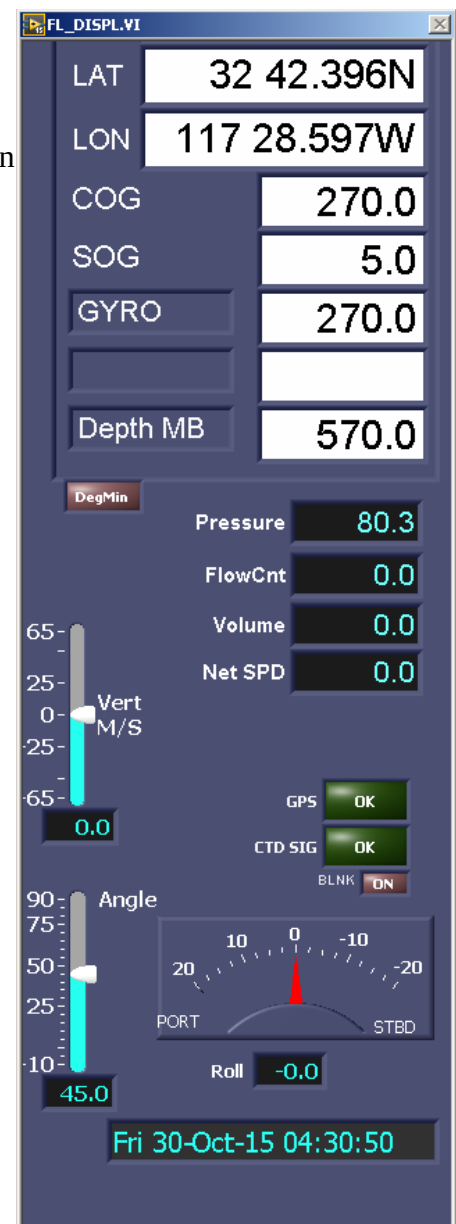 FL_DISPL.VI
LAT 32 42.396N
LON 117 28.597W
n
COG 270.0
SOG 5.0
GYRO 270.0
Depth MB 570.0
DegMin
Pressure 80.3
FlowCnt 0.0
Volume 0.0
Net SPD 0.0
65-
25-
0-
-25-
-65-
Vert
M/S
0.0
GPS OK
CTD SIG OK
BLNK ON
90-
75-
50-
25-
-10-
Angle
45.0
20 10 0 -10 -20
PORT STBD
Roll -0.0
Fri 30-Oct-15 04:30:50